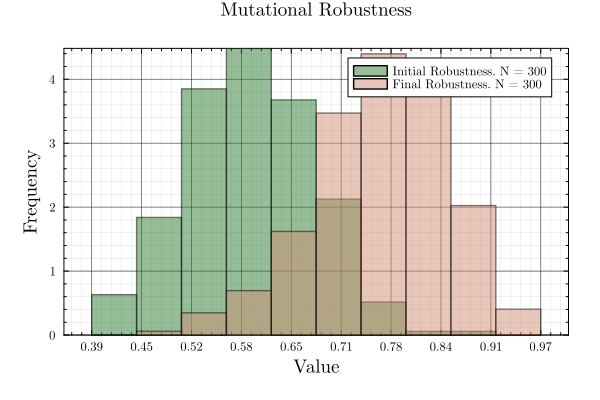 Mutational Robustness
Initial Robustness. N = 300
Final Robustness. N = 300
Frequency
4
3
2
1
0
0.39 0.45 0.52 0.58 0.65 0.71 0.78 0.84 0.91 0.97
Value